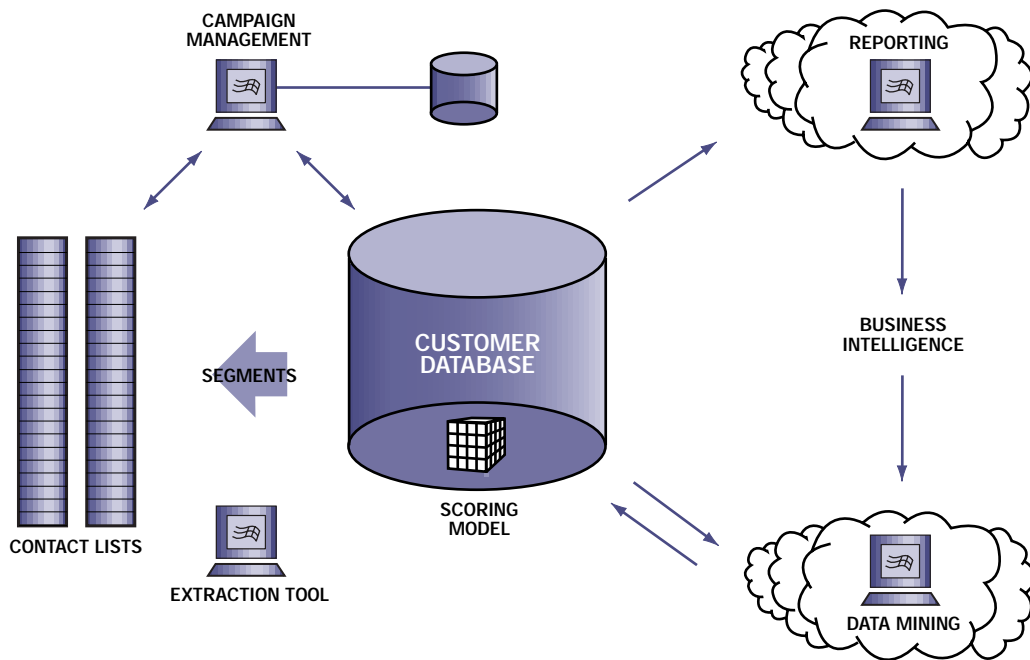 CAMPAIGN
MANAGEMENT
REPORTING
CUSTOMER
DATABASE
BUSINESS
INTELLIGENCE
SEGMENTS
SCORING
MODEL
CONTACT LISTS
EXTRACTION TOOL
DATA MINING